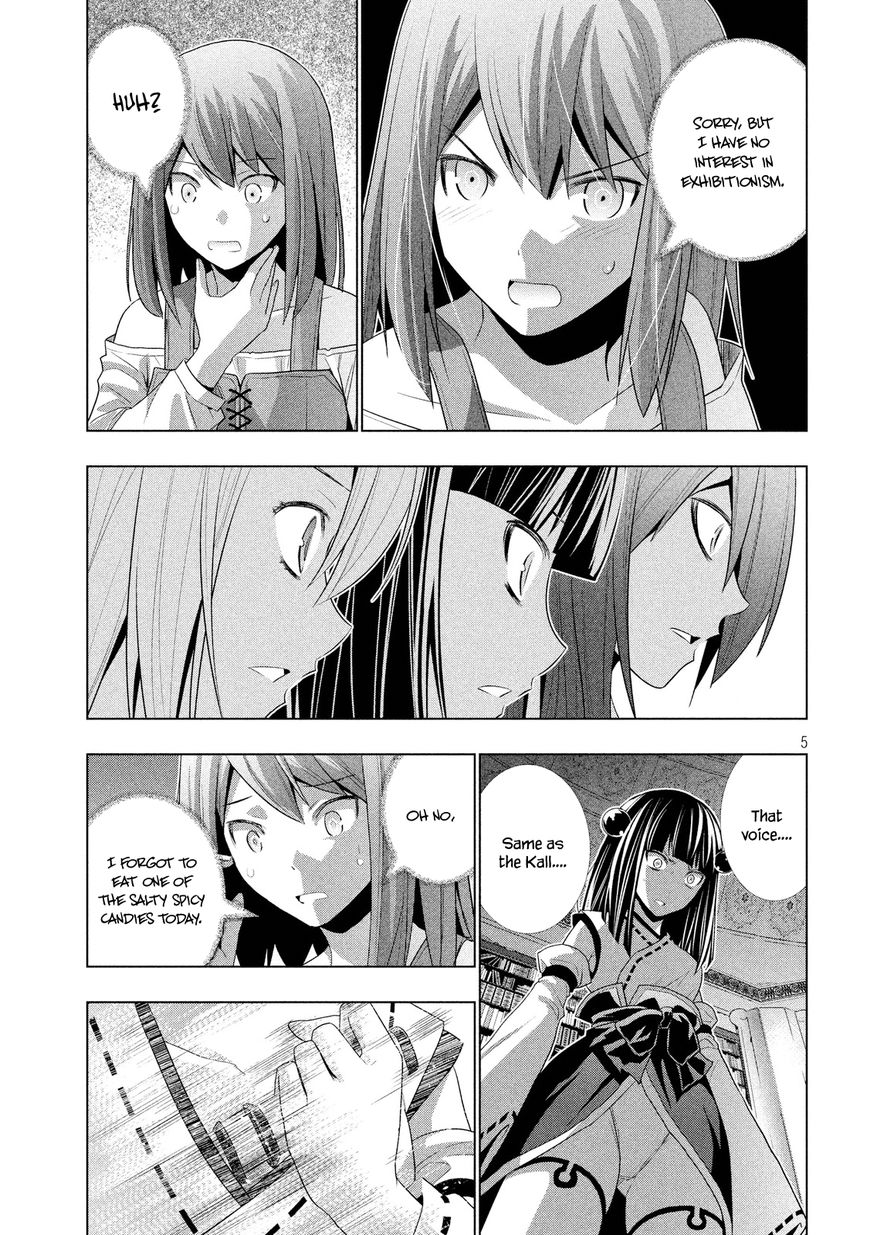 SORRY, BUT
I HAVE NO
INTEREST IN
EXHIBITIONISM.
HUH?
5
That
voice....
Same as
the Kall....
OH NO,
I FORGOT TO
EAT ONE OF
THE SALTY SPICY
CANDIES TODAY.